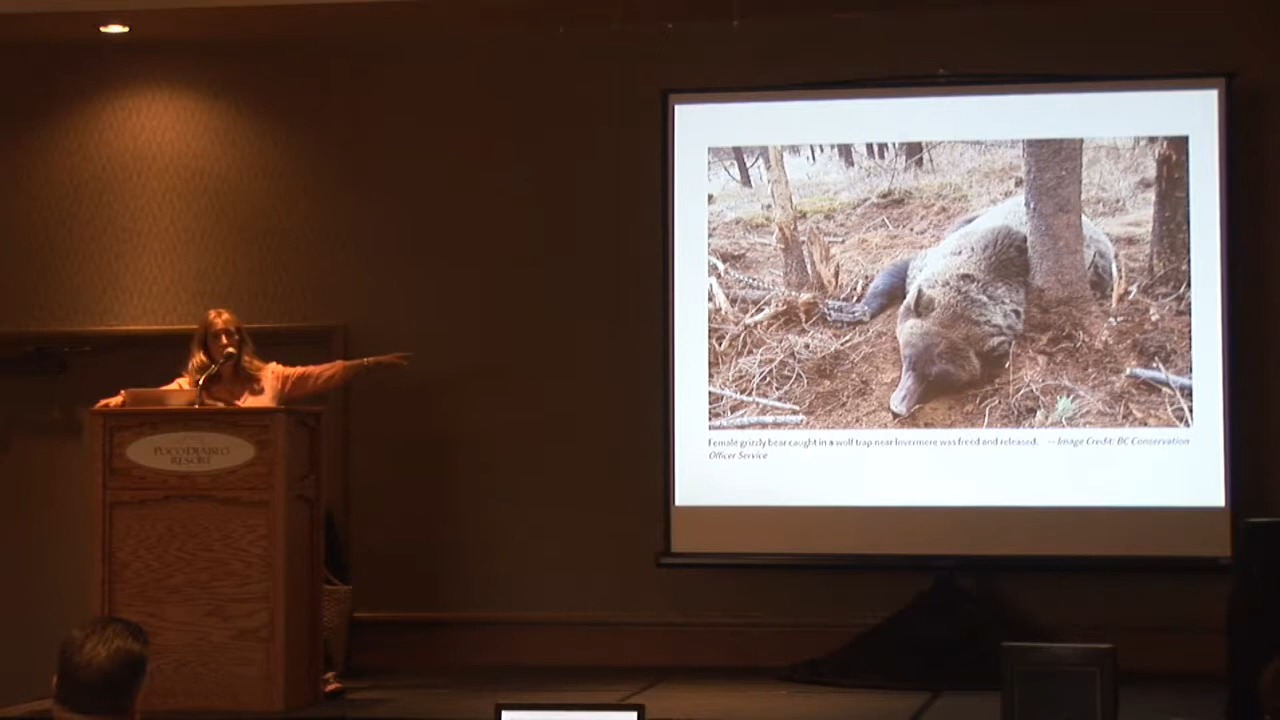 POCO DIABLO
RESORT
Female grizzly bear caught in a wolf trap near Invermere was freed and released. -- Image Credit: BC Conservation
Officer Service